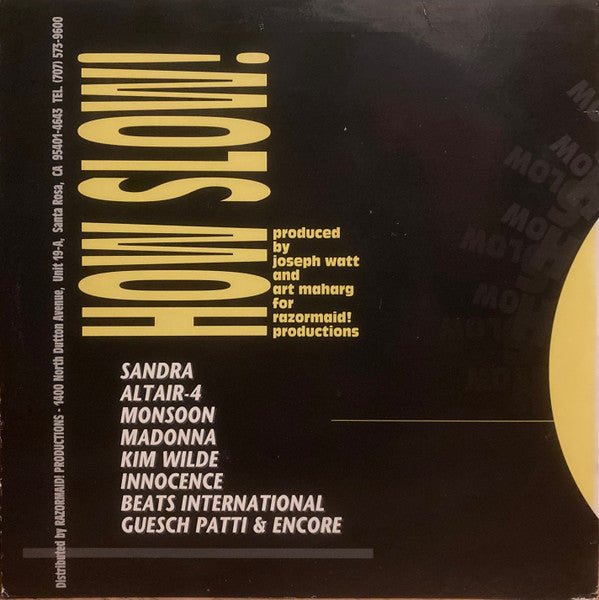 Distributed by RAZORMAID! PRODUCTIONS - 1400 North Dutton Avenue, Unit 19-A, Santa Rosa, CA 95401-4643 TEL. (707) 573-9600
HOW SLOW!
produced
by
joseph watt
and
art maharg
for
razormaid!
productions
SANDRA
ALTAIR-4
MONSOON
MADONNA
KIM WILDE
INNOCENCE
BEATS INTERNATIONAL
GUESCH PATTI & ENCORE